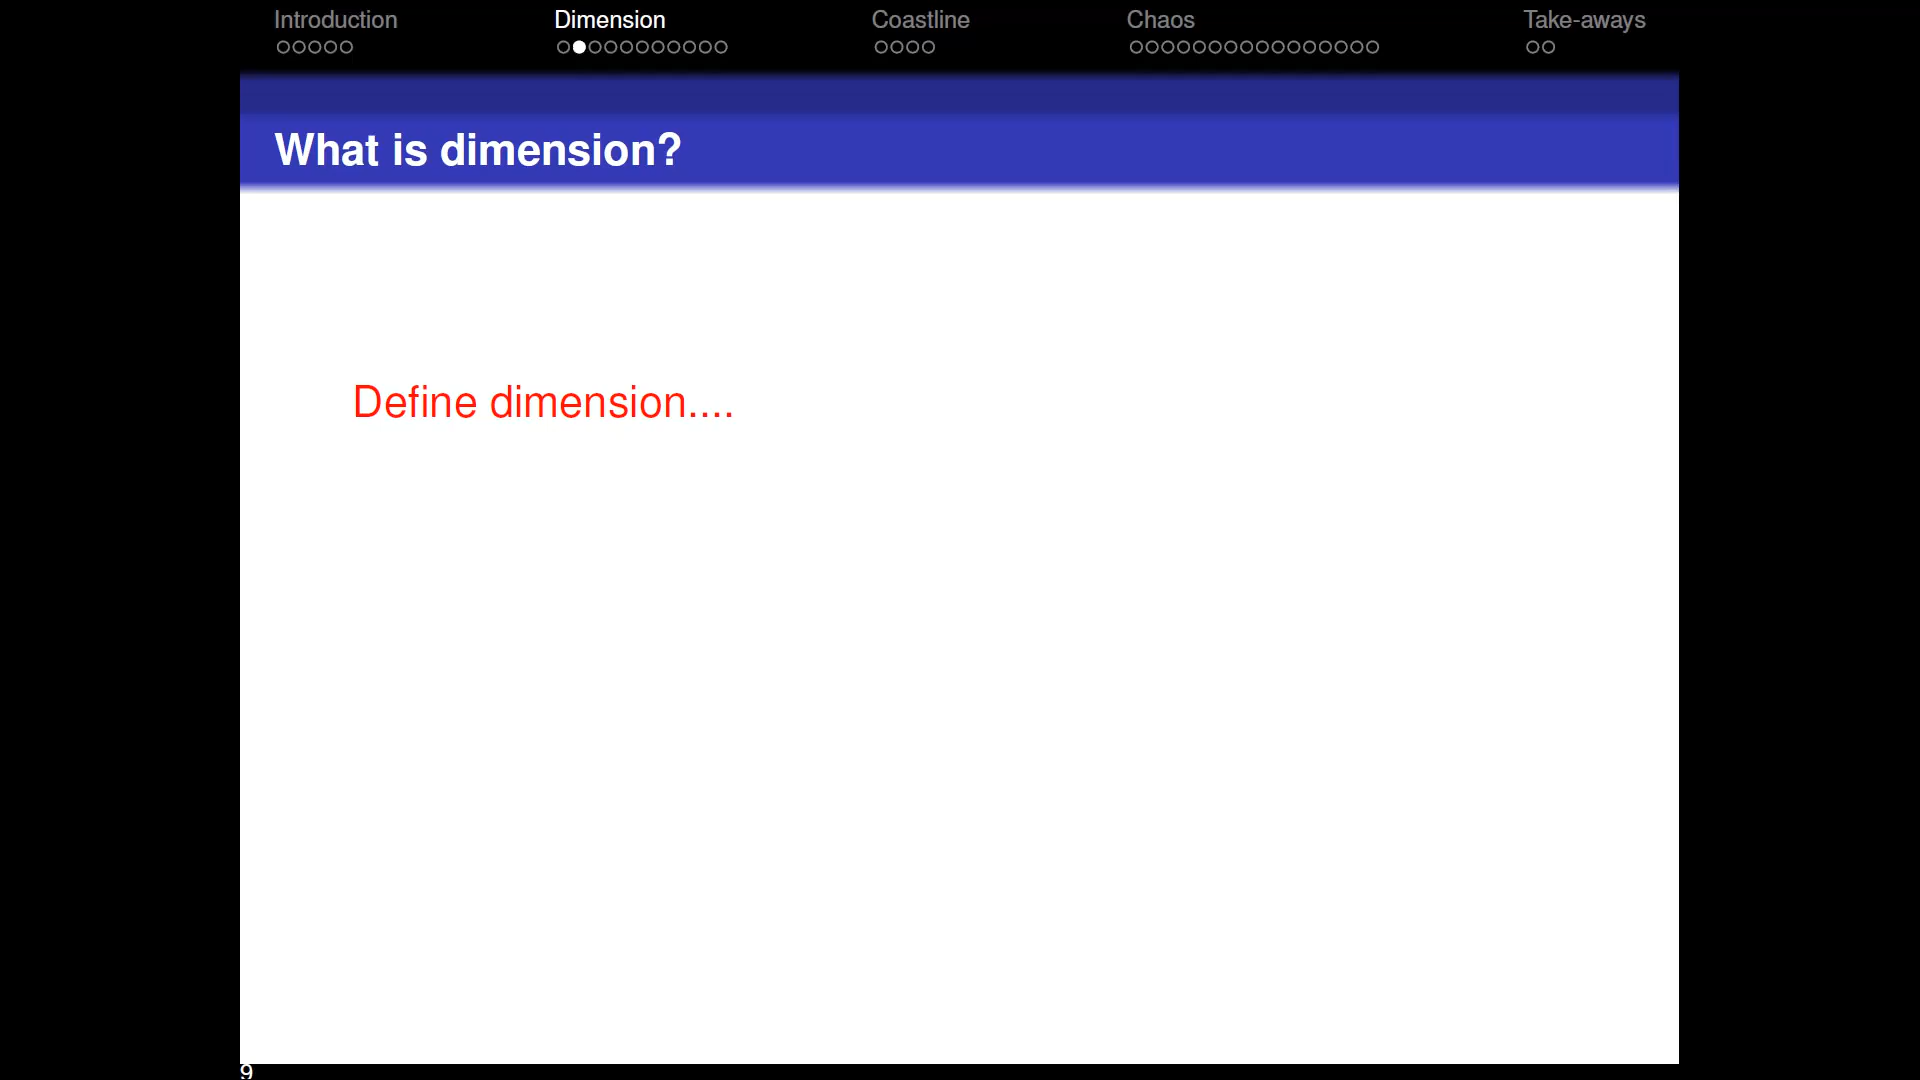 Introduction Dimension Coastline Chaos Take-aways
What is dimension?
Define dimension....
9